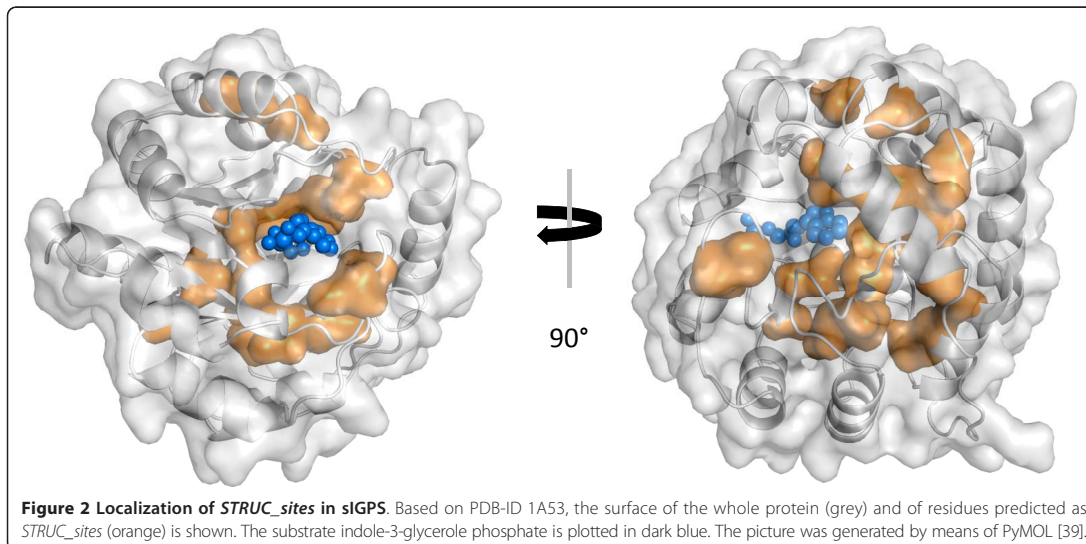 90°
Figure 2 Localization of STRUC_sites in sIGPS. Based on PDB-ID 1A53, the surface of the whole protein (grey) and of residues predicted as
STRUC_sites (orange) is shown. The substrate indole-3-glycerole phosphate is plotted in dark blue. The picture was generated by means of PyMOL [39].